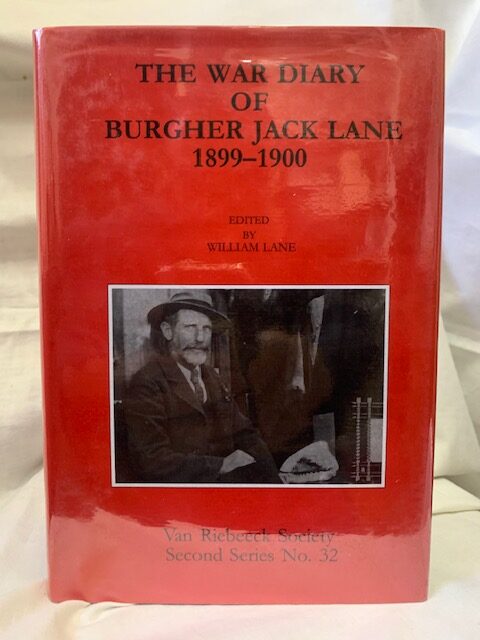 THE WAR DIARY
OF
BURGHER JACK LANE
1899–1900
EDITED
BY
WILLIAM LANE
Van Riebeeck Society
Second Series No. 32